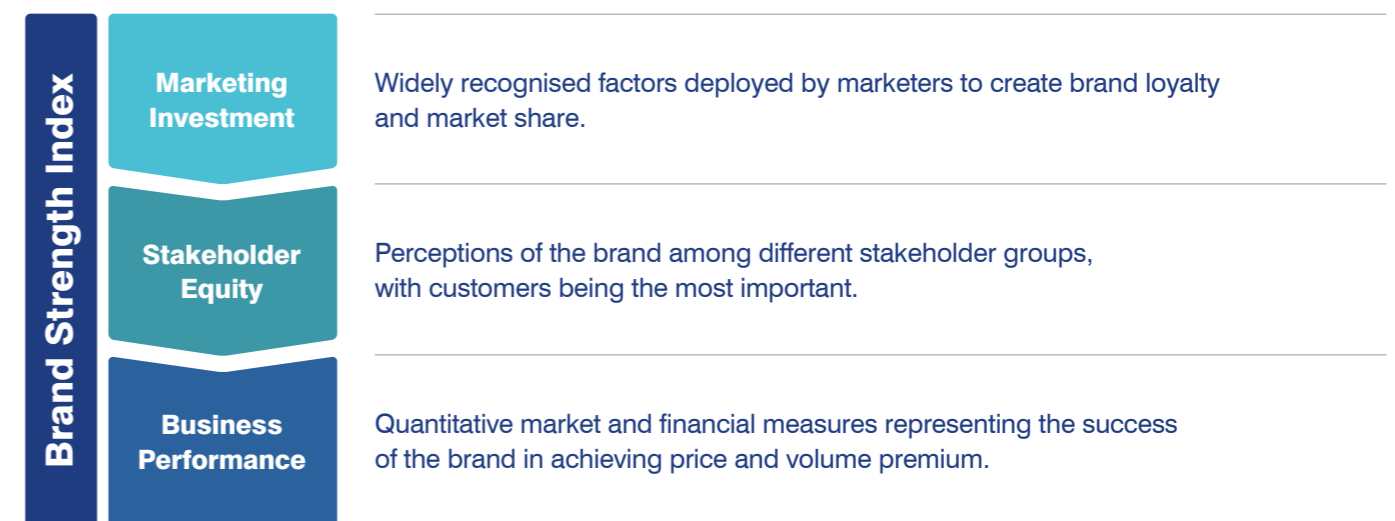 Brand Strength Index
Marketing
Investment
Widely recognised factors deployed by marketers to create brand loyalty
and market share.
Stakeholder
Equity
Perceptions of the brand among different stakeholder groups,
with customers being the most important.
Business
Performance
Quantitative market and financial measures representing the success
of the brand in achieving price and volume premium.